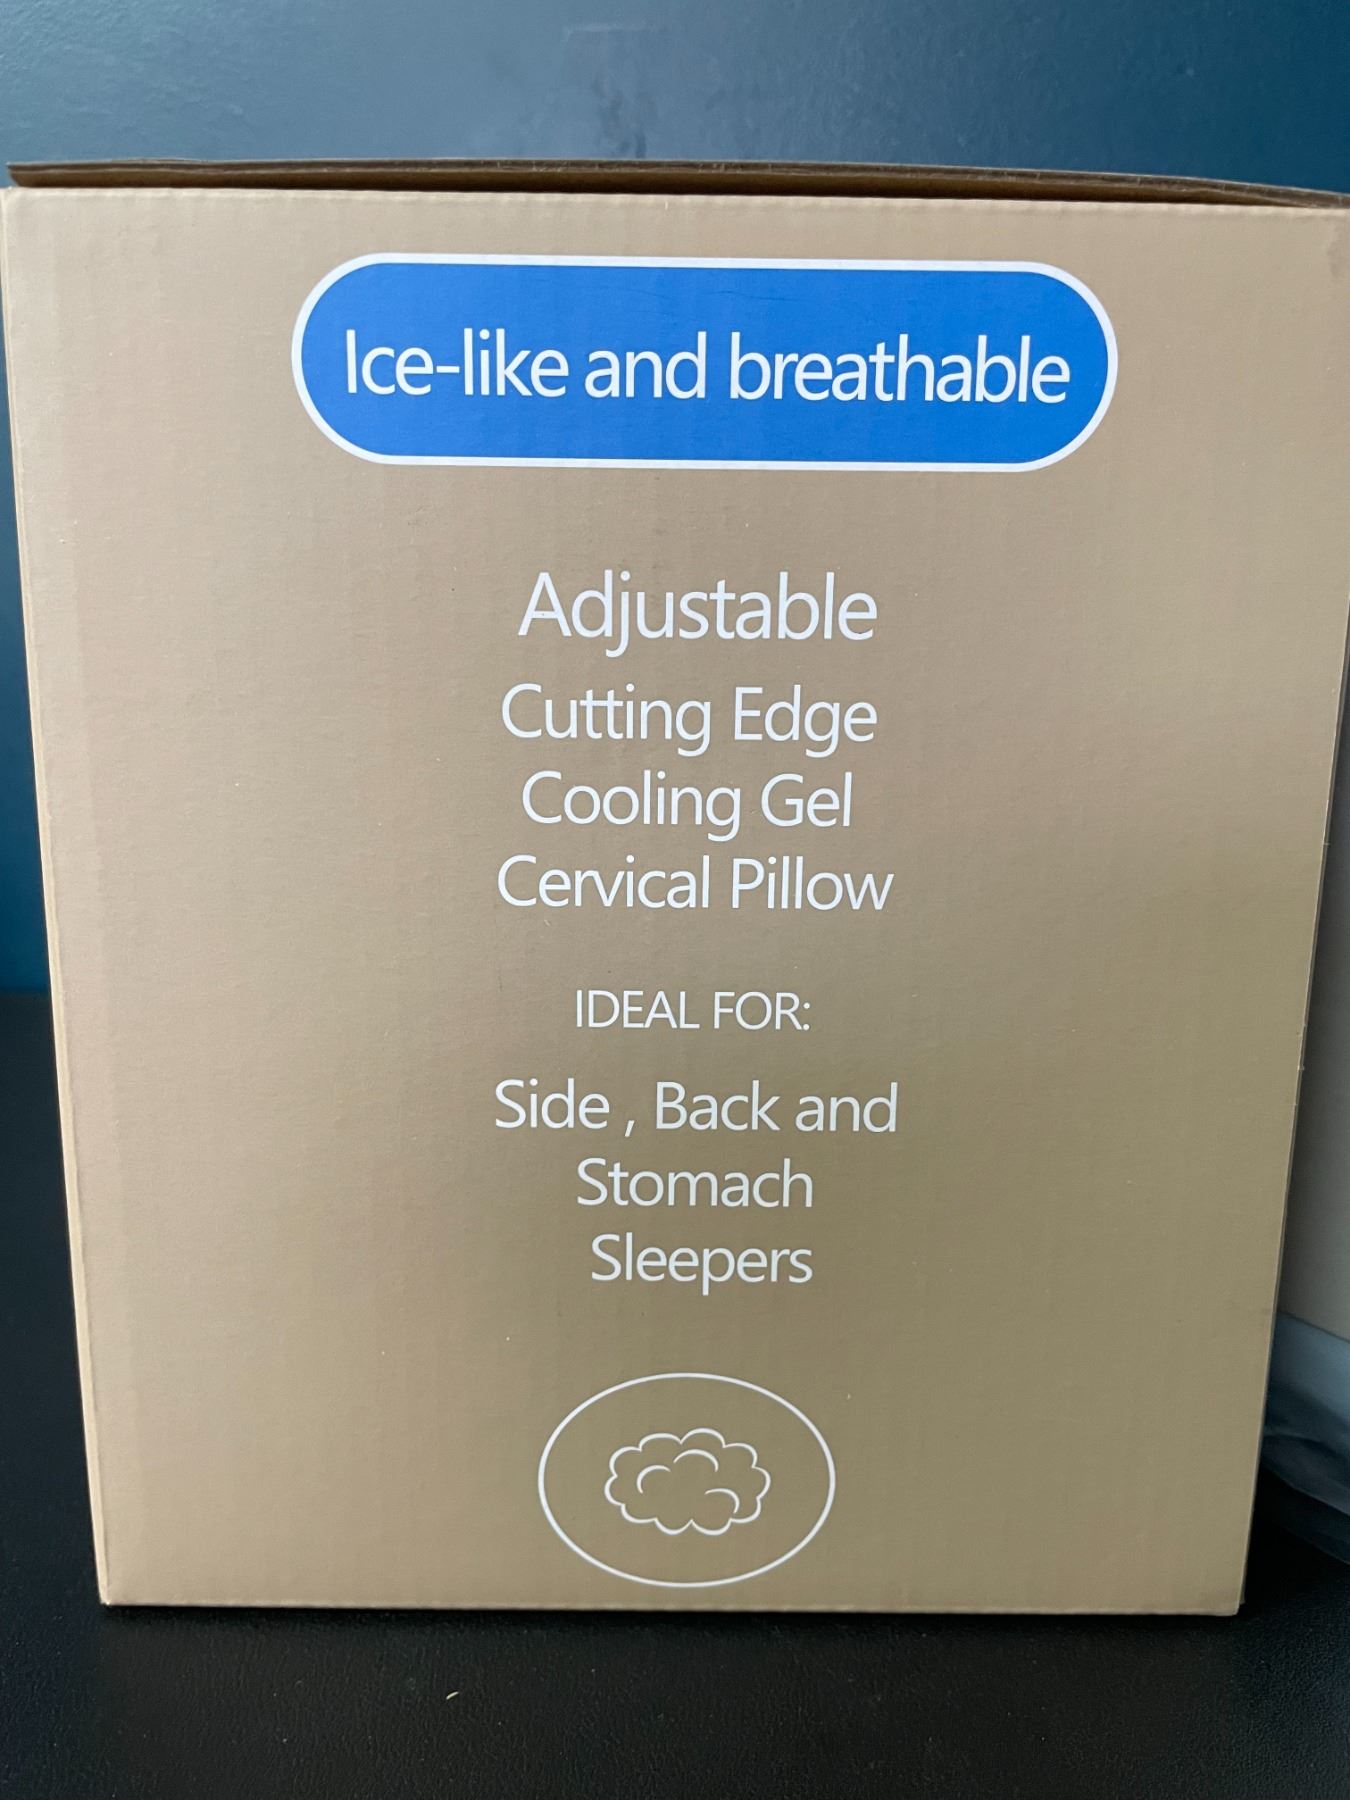 Ice-like and breathable
Adjustable
Cutting Edge
Cooling Gel
Cervical Pillow
IDEAL FOR:
Side , Back and
Stomach
Sleepers